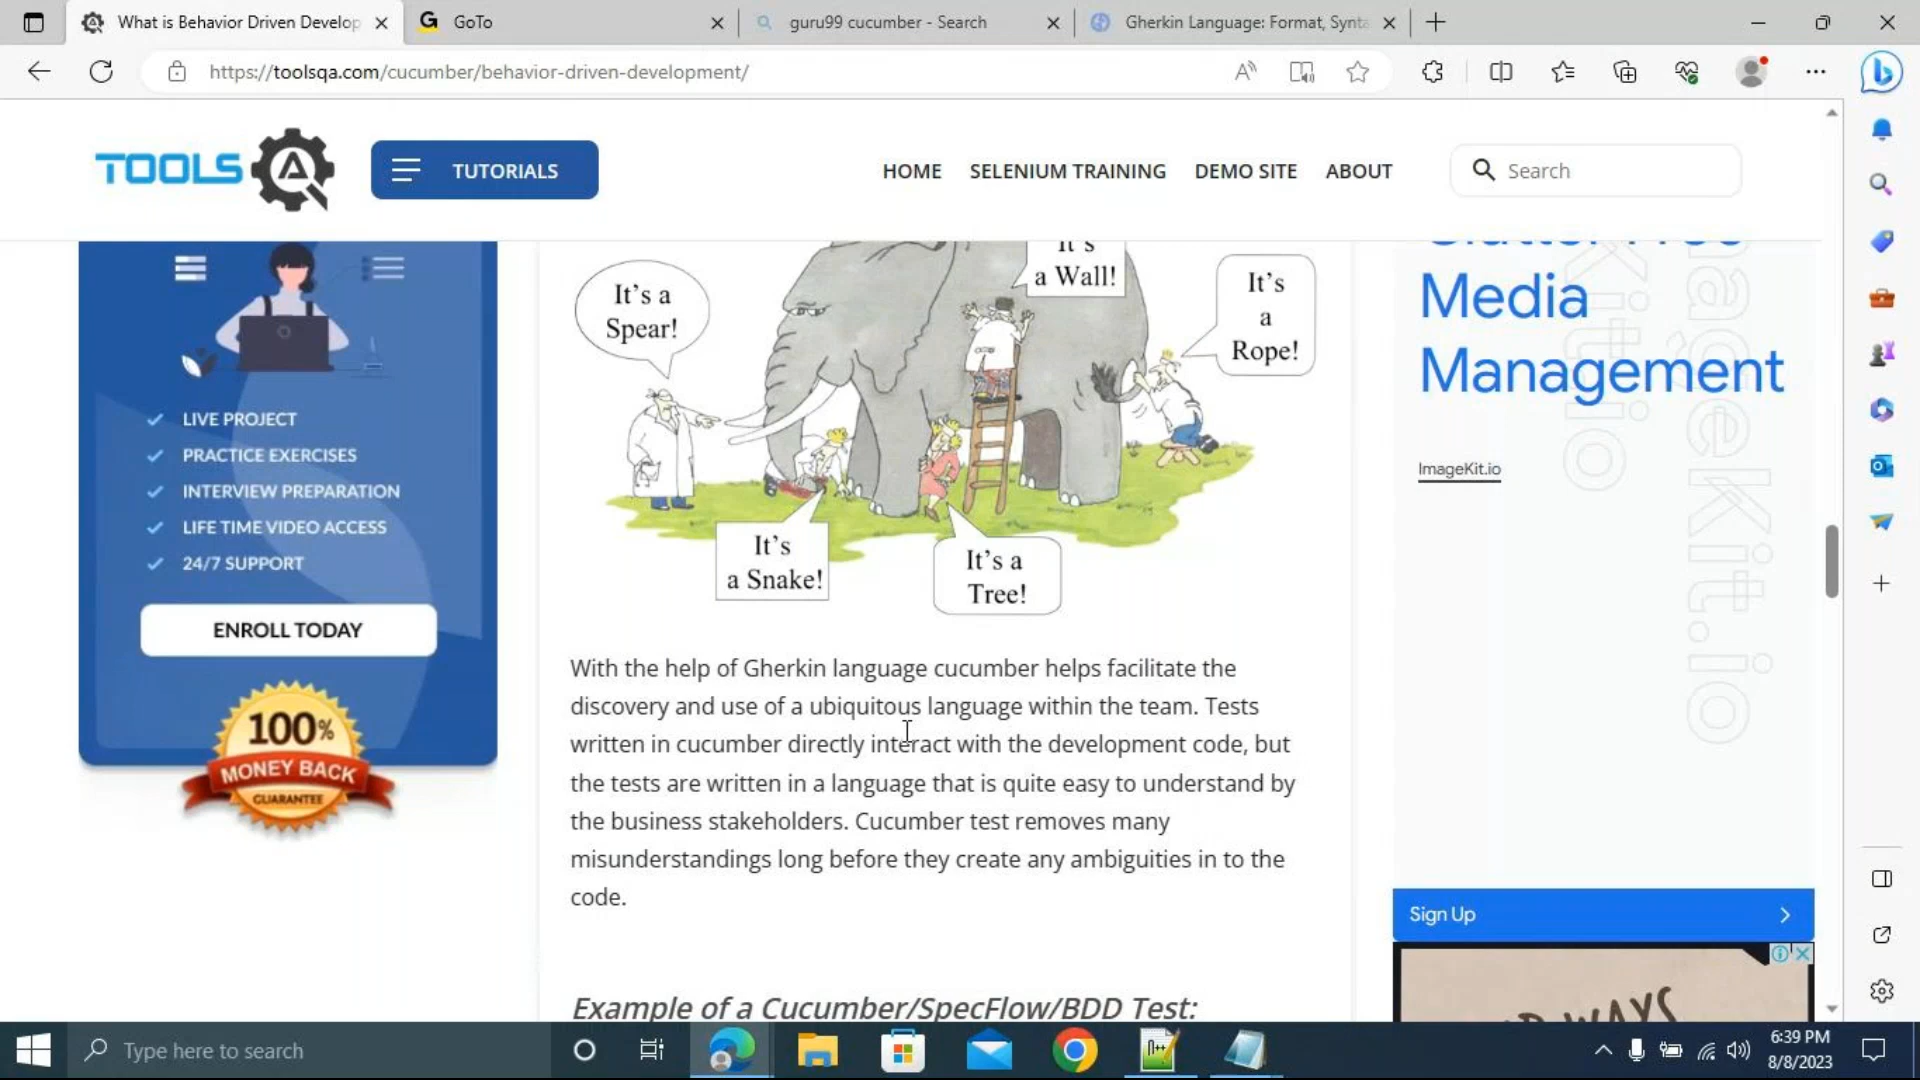 What is Behavior Driven Develop
GoTo
guru99 cucumber - Search
Gherkin Language: Format, Synta
https://toolsqa.com/cucumber/behavior-driven-development/
TOOLS QA
TUTORIALS
HOME
SELENIUM TRAINING
DEMO SITE
ABOUT
Search
LIVE PROJECT
PRACTICE EXERCISES
INTERVIEW PREPARATION
LIFE TIME VIDEO ACCESS
24/7 SUPPORT
ENROLL TODAY
100%
MONEY BACK
GUARANTEE
It's a
Spear!
It's
a Wall!
It's
a
Rope!
It's
a Snake!
It's a
Tree!
With the help of Gherkin language cucumber helps facilitate the
discovery and use of a ubiquitous language within the team. Tests
written in cucumber directly interact with the development code, but
the tests are written in a language that is quite easy to understand by
the business stakeholders. Cucumber test removes many
misunderstandings long before they create any ambiguities in to the
code.
Example of a Cucumber/SpecFlow/BDD Test:
Media
Management
ImageKit.io
Sign Up
Type here to search
6:39 PM
8/8/2023